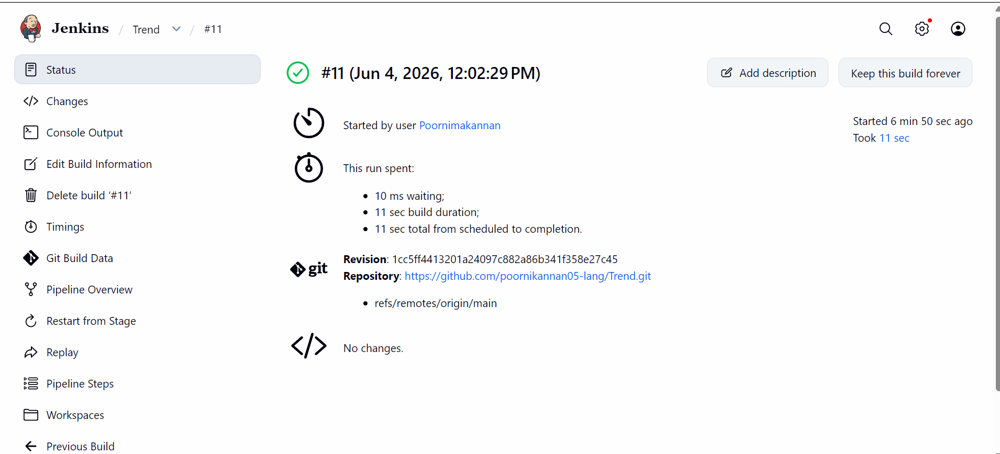 Jenkins / Trend / #11
Status
Changes
Console Output
Edit Build Information
Delete build ‘#11’
Timings
Git Build Data
Pipeline Overview
Restart from Stage
Replay
Pipeline Steps
Workspaces
Previous Build
#11 (Jun 4, 2026, 12:02:29 PM)
Add description
Keep this build forever
Started 6 min 50 sec ago
Took 11 sec
Started by user Poornimakannan
This run spent:
10 ms waiting;
11 sec build duration;
11 sec total from scheduled to completion.
git
Revision: 1cc5ff4413201a24097c882a86b341f358e27c45
Repository: https://github.com/poornikannan05-lang/Trend.git
refs/remotes/origin/main
No changes.